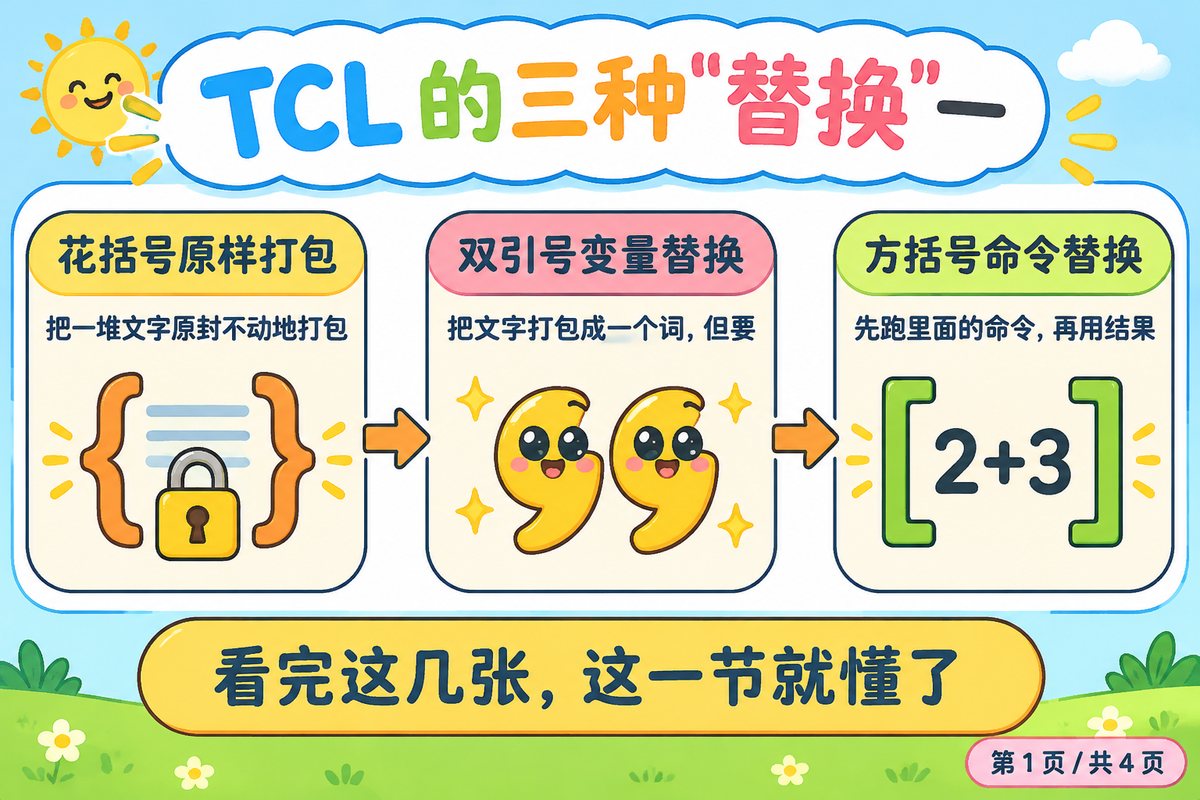 TCL 的三种“替换”一
花括号原样打包
把一堆文字原封不动地打包
双引号变量替换
把文字打包成一个词, 但要
方括号命令替换
先跑里面的命令, 再用结果
[2+3]
看完这几张, 这一节就懂了
第 1 页 / 共 4 页